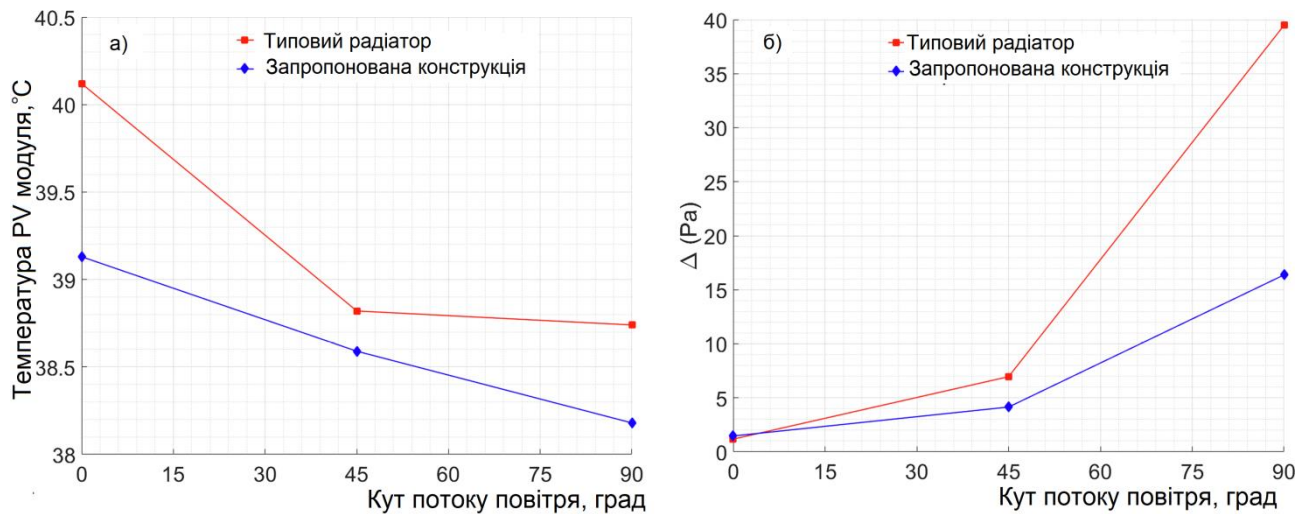 а)
Типовий радіатор
Запропонована конструкція
Температура PV модуля,°C
40.5
40
39.5
39
38.5
38
0 15 30 45 60 75 90
Кут потоку повітря, град
б)
Типовий радіатор
Запропонована конструкція
Δ (Pa)
40
35
30
25
20
15
10
5
0
0 15 30 45 60 75 90
Кут потоку повітря, град